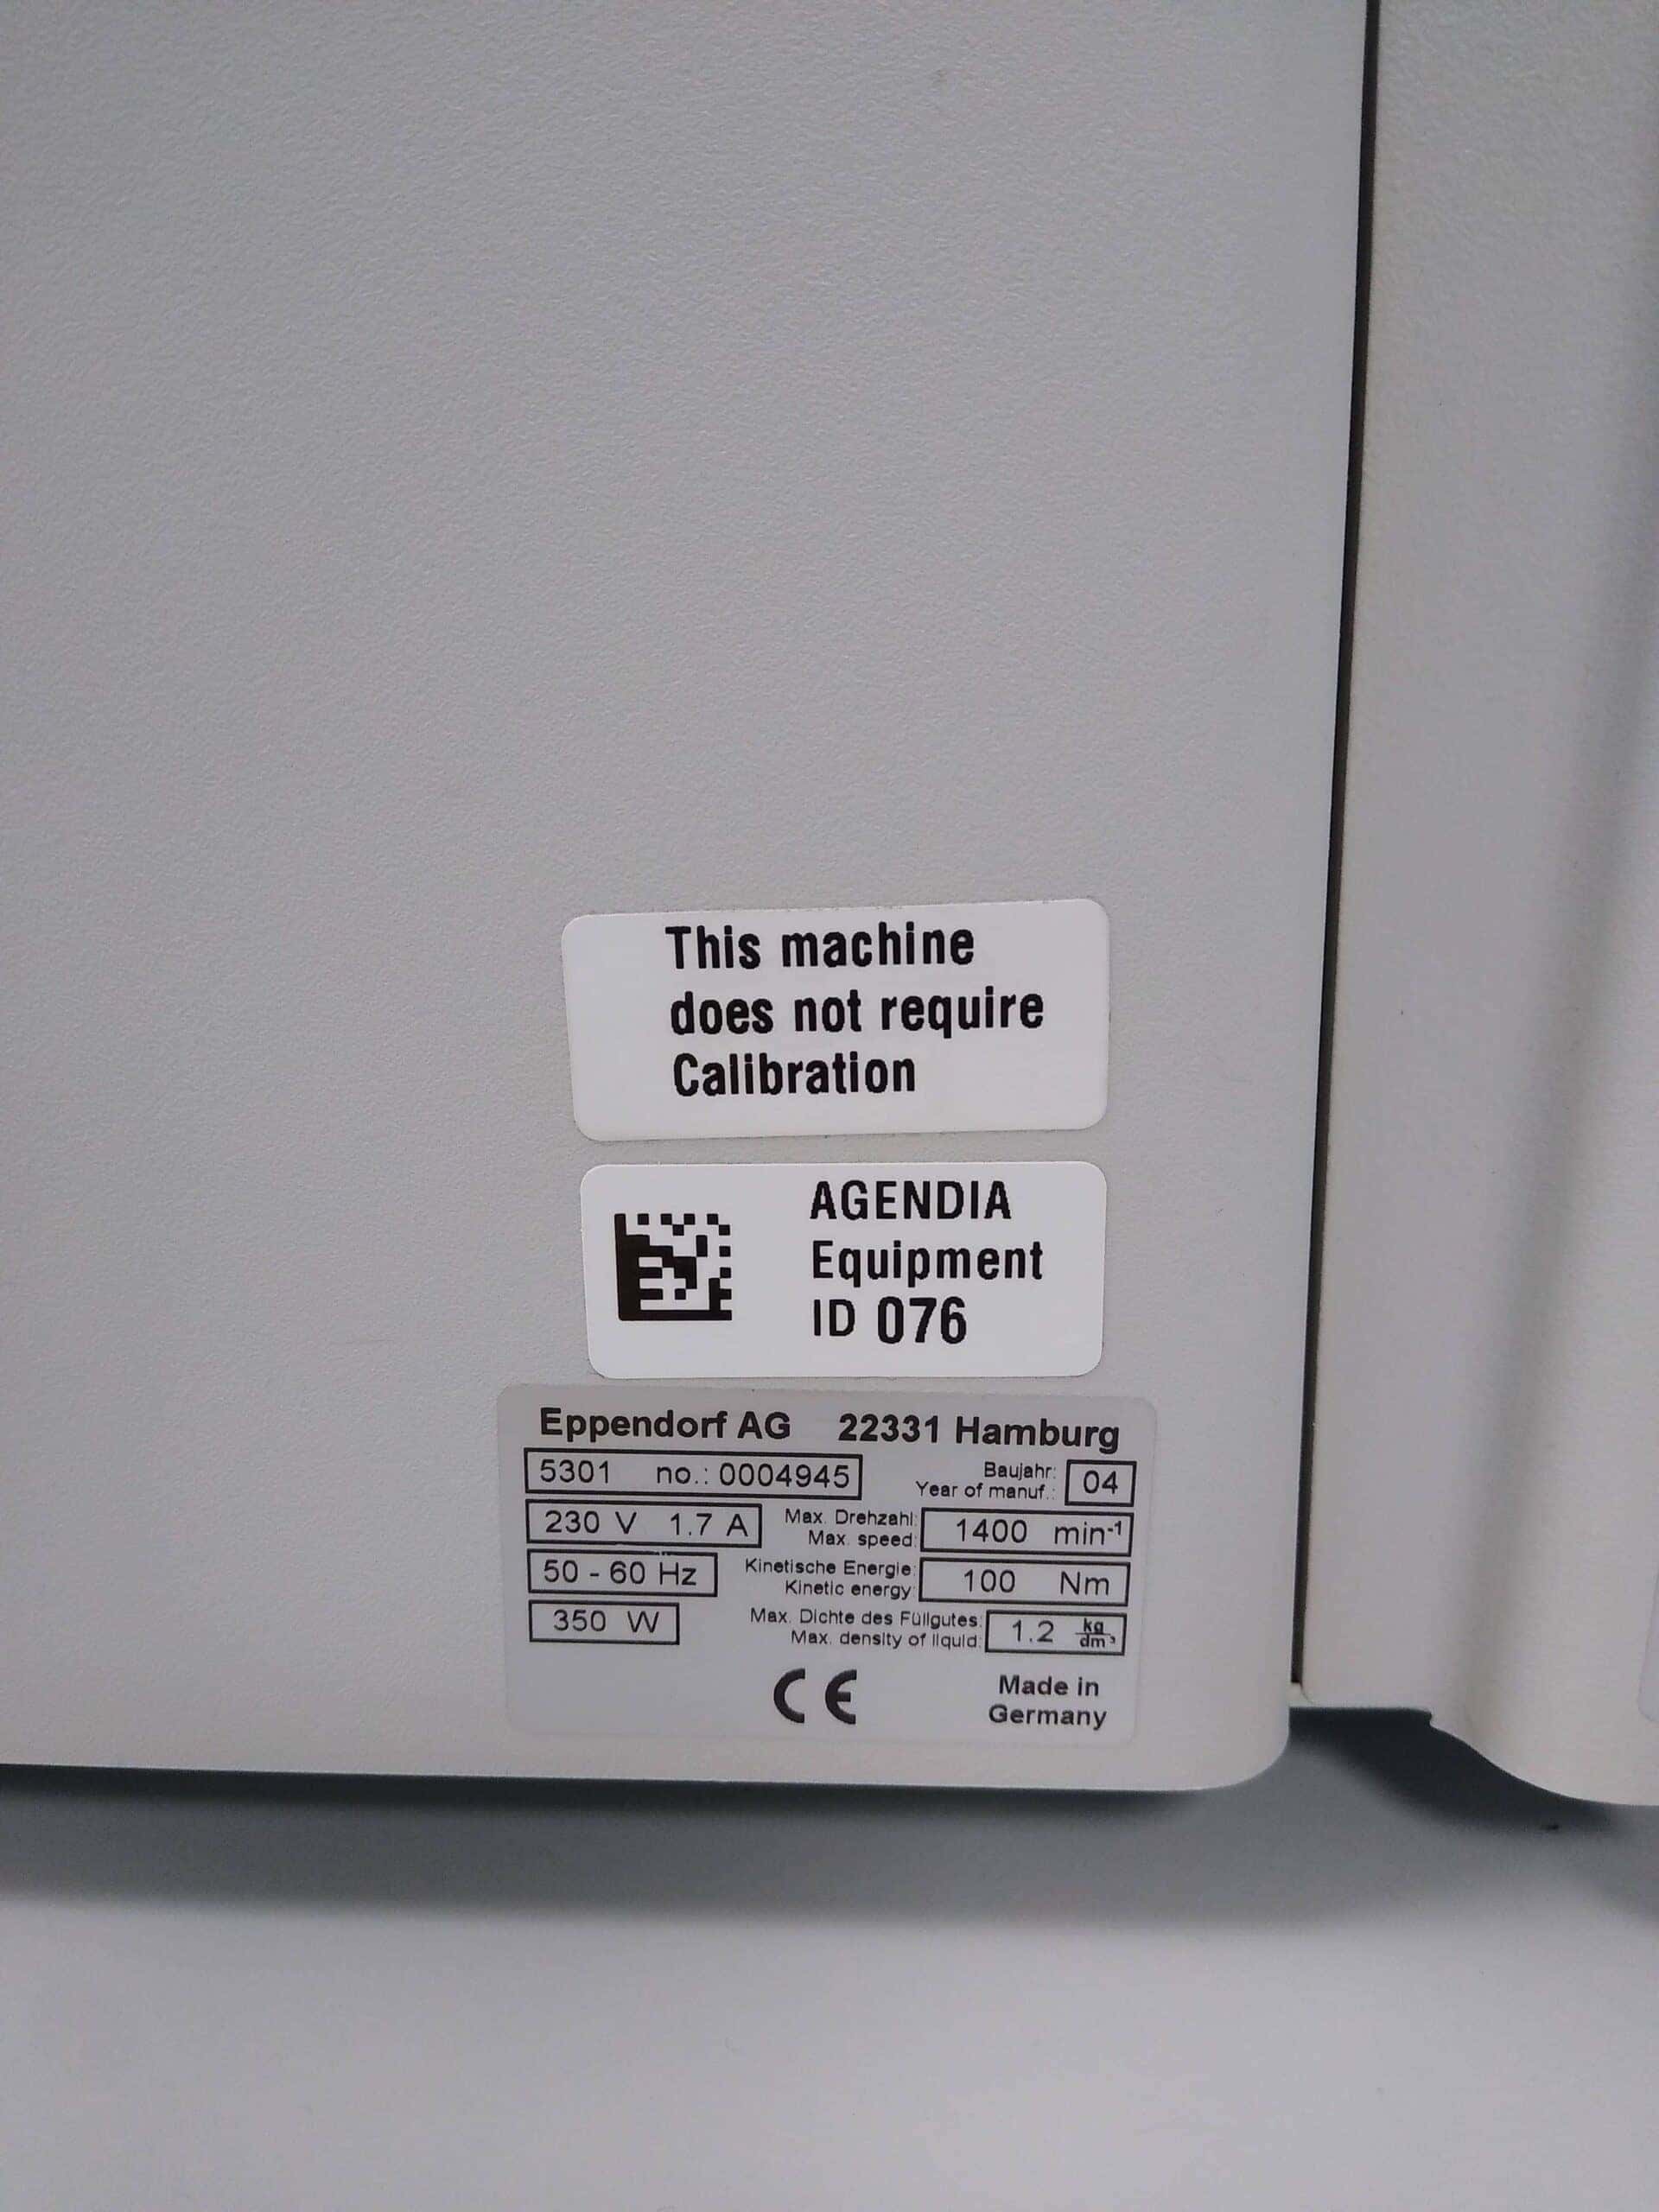 This machine
does not require
Calibration
AGENDIA
Equipment
ID 076
Eppendorf AG 22331 Hamburg
5301 no.: 0004945
Baujahr:
Year of manuf.: 04
230 V 1.7 A
Max. Drehzahl:
Max. speed: 1400 min-1
50 - 60 Hz
Kinetische Energie:
Kinetic energy: 100 Nm
350 W
Max. Dichte des Füllgutes:
Max. density of liquid: 1.2 kg/dm³
CE
Made in
Germany